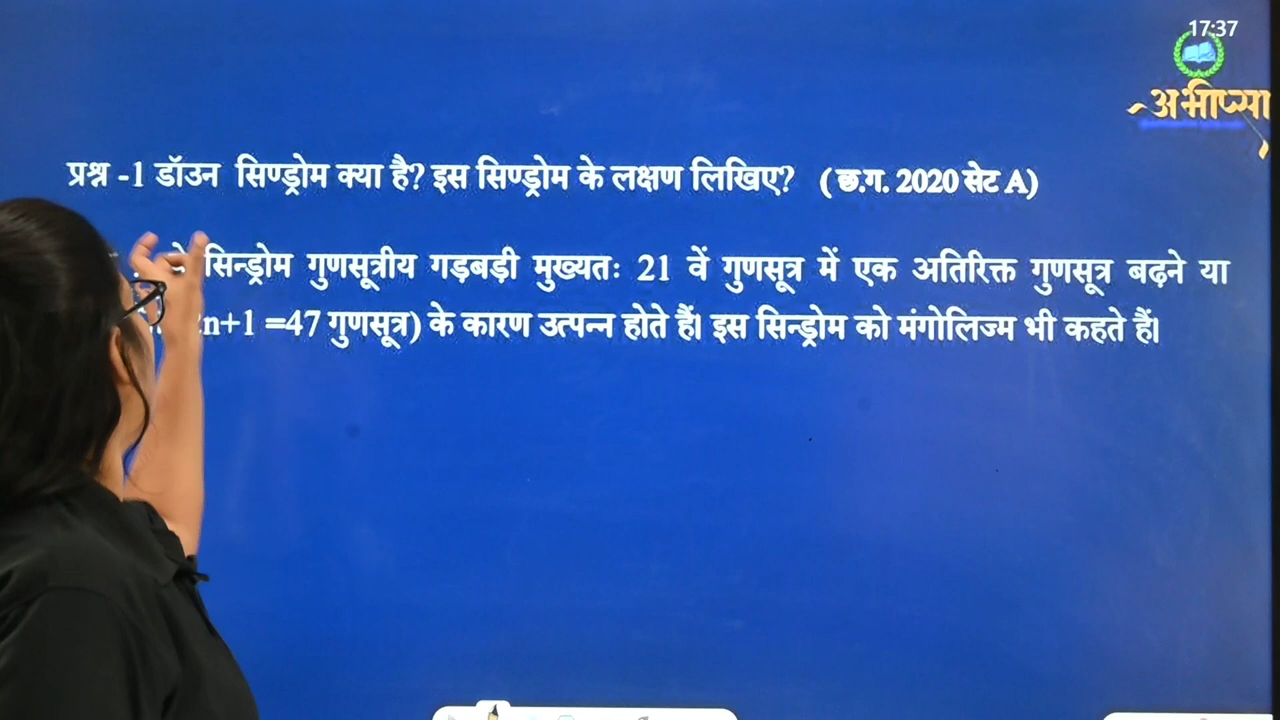 17:37
अभीप्सा
प्रश्न -1 डॉउन सिण्ड्रोम क्या है? इस सिण्ड्रोम के लक्षण लिखिए? (छ.ग. 2020 सेट A)
सिन्ड्रोम गुणसूत्रीय गड़बड़ी मुख्यतः 21 वें गुणसूत्र में एक अतिरिक्त गुणसूत्र बढ़ने या
2n+1 =47 गुणसूत्र) के कारण उत्पन्न होते हैं। इस सिन्ड्रोम को मंगोलिज्म भी कहते हैं।